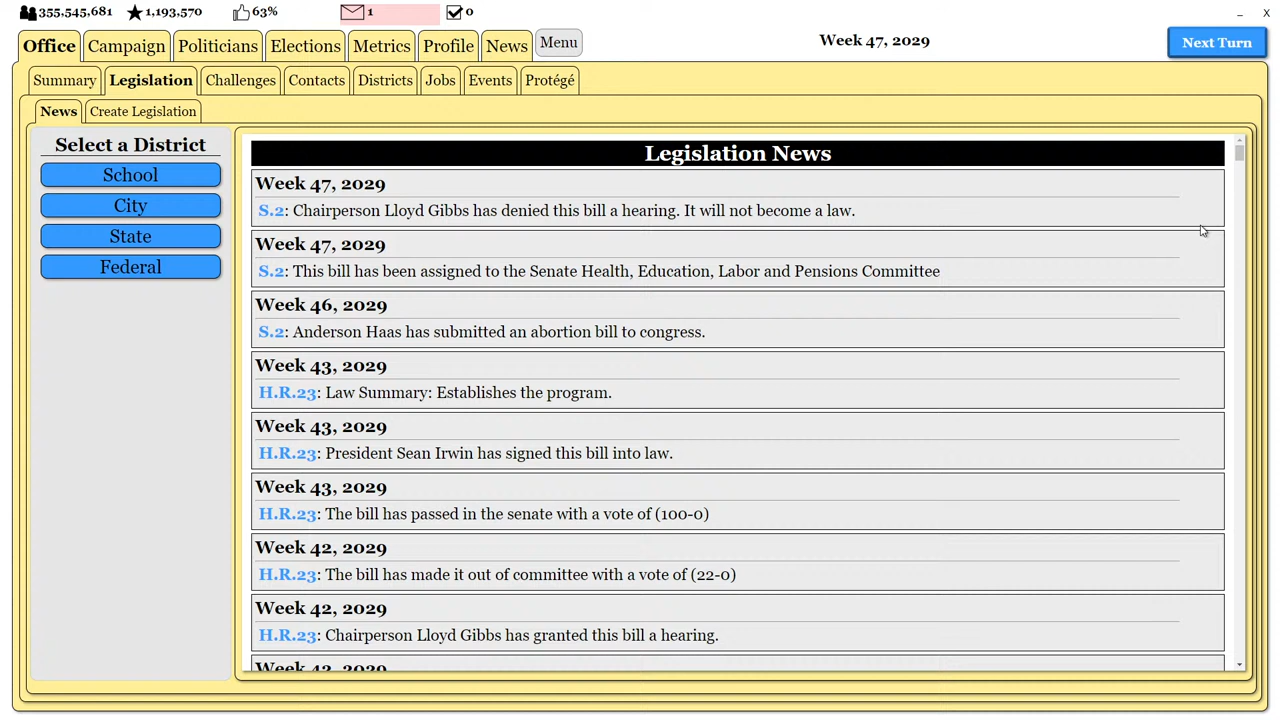 355,545,681 1,193,570 63% 1 0 _ X
Office Campaign Politicians Elections Metrics Profile News Menu Week 47, 2029 Next Turn
Summary Legislation Challenges Contacts Districts Jobs Events Protégé
News Create Legislation
Select a District
School
City
State
Federal
Legislation News
Week 47, 2029
S.2: Chairperson Lloyd Gibbs has denied this bill a hearing. It will not become a law.
Week 47, 2029
S.2: This bill has been assigned to the Senate Health, Education, Labor and Pensions Committee
Week 46, 2029
S.2: Anderson Haas has submitted an abortion bill to congress.
Week 43, 2029
H.R.23: Law Summary: Establishes the program.
Week 43, 2029
H.R.23: President Sean Irwin has signed this bill into law.
Week 43, 2029
H.R.23: The bill has passed in the senate with a vote of (100-0)
Week 42, 2029
H.R.23: The bill has made it out of committee with a vote of (22-0)
Week 42, 2029
H.R.23: Chairperson Lloyd Gibbs has granted this bill a hearing.
Week 42, 2029